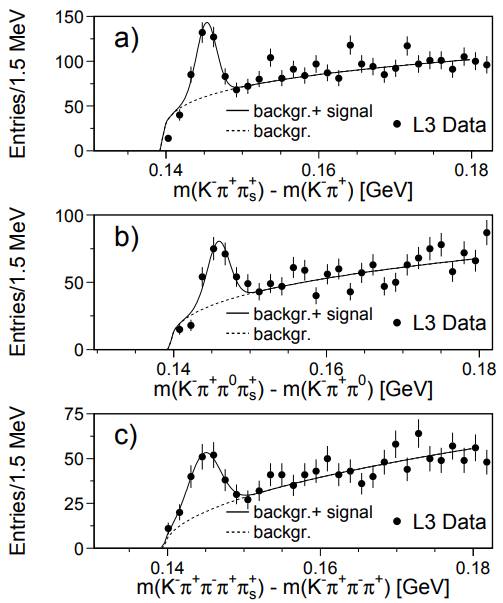 a)
Entries/1.5 MeV
150
100
50
0
backgr.+ signal
backgr.
L3 Data
0.14 0.16 0.18
m(K⁻π⁺πₛ⁺) - m(K⁻π⁺) [GeV]
b)
Entries/1.5 MeV
100
50
0
backgr.+ signal
backgr.
L3 Data
0.14 0.16 0.18
m(K⁻π⁺π⁰πₛ⁺) - m(K⁻π⁺π⁰) [GeV]
c)
Entries/1.5 MeV
75
50
25
0
backgr.+ signal
backgr.
L3 Data
0.14 0.16 0.18
m(K⁻π⁺π⁻π⁺πₛ⁺) - m(K⁻π⁺π⁻π⁺) [GeV]